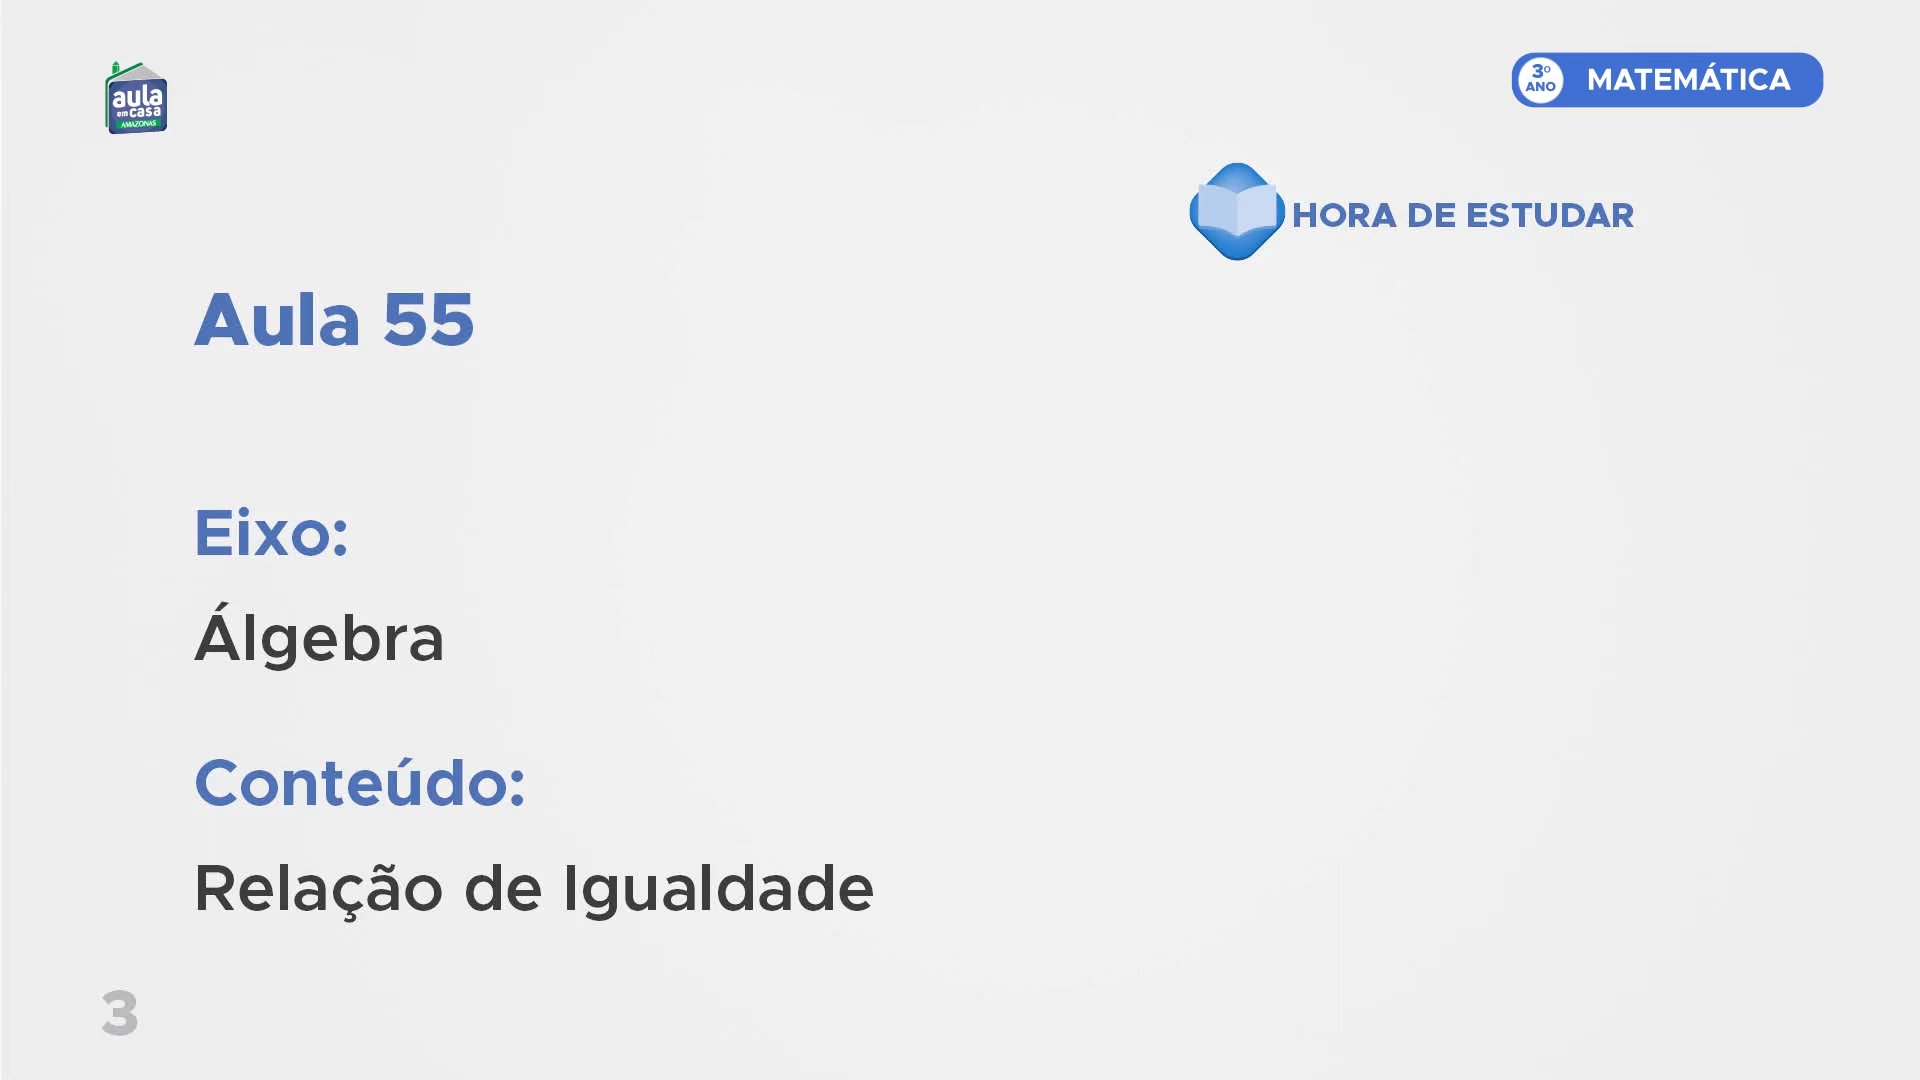 aula
em casa
AMAZONAS
3º
ANO
MATEMÁTICA
HORA DE ESTUDAR
Aula 55
Eixo:
Álgebra
Conteúdo:
Relação de Igualdade
3